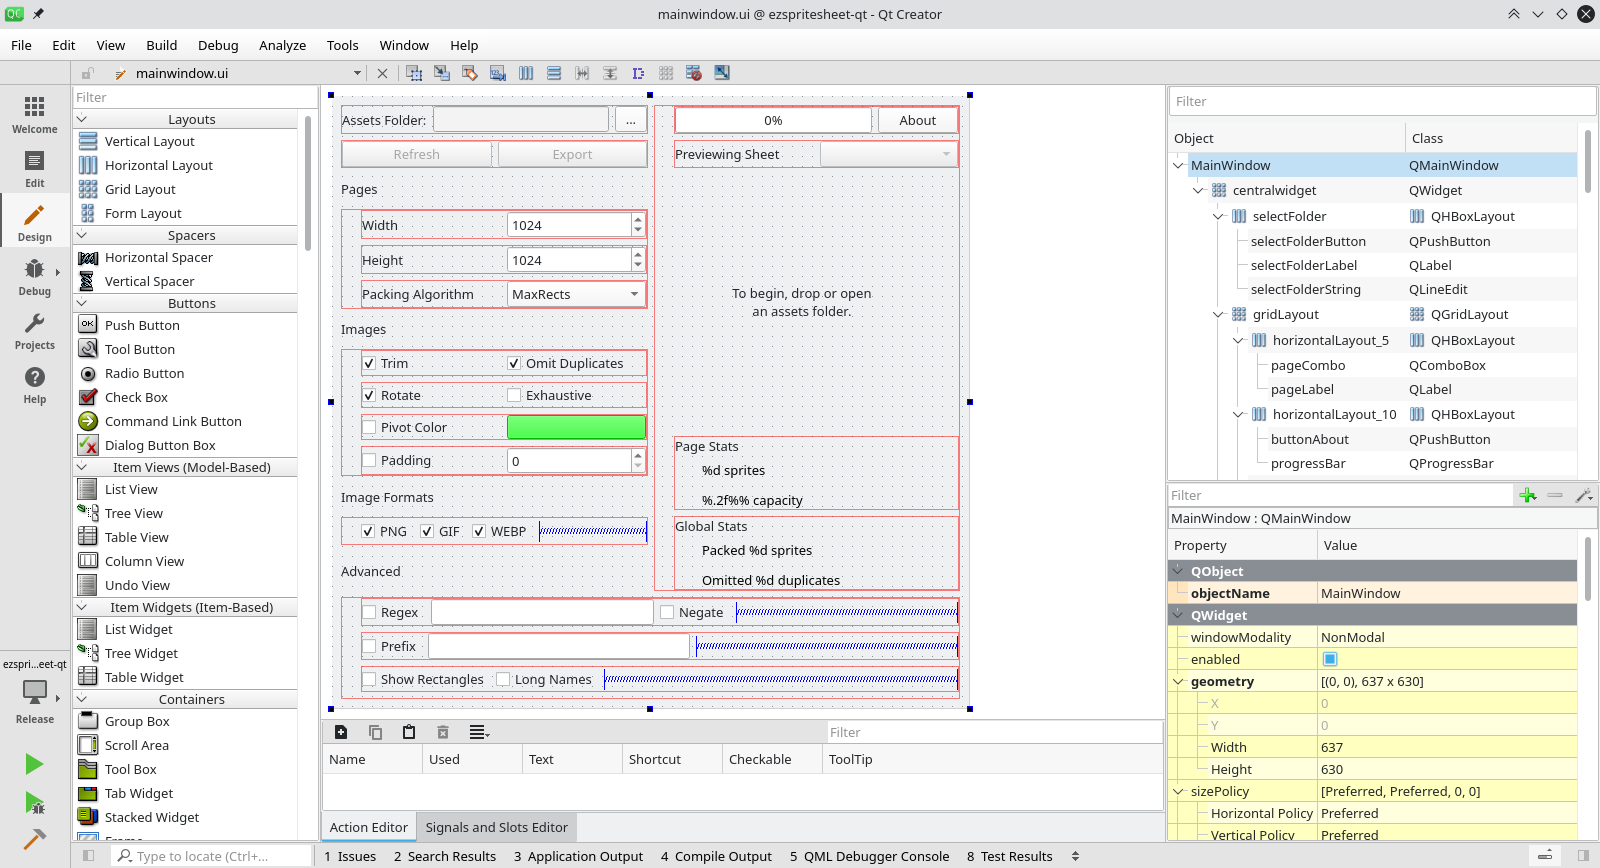 mainwindow.ui @ ezspritesheet-qt - Qt Creator
File Edit View Build Debug Analyze Tools Window Help
mainwindow.ui
Welcome
Edit
Design
Debug
Projects
Help
ezspri...eet-qt
Release
Filter
Layouts
Vertical Layout
Horizontal Layout
Grid Layout
Form Layout
Spacers
Horizontal Spacer
Vertical Spacer
Buttons
Push Button
Tool Button
Radio Button
Check Box
Command Link Button
Dialog Button Box
Item Views (Model-Based)
List View
Tree View
Table View
Column View
Undo View
Item Widgets (Item-Based)
List Widget
Tree Widget
Table Widget
Containers
Group Box
Scroll Area
Tool Box
Tab Widget
Stacked Widget
Frame
Assets Folder: ...
Refresh Export
Pages
Width 1024
Height 1024
Packing Algorithm MaxRects
Images
Trim Omit Duplicates
Rotate Exhaustive
Pivot Color
Padding 0
Image Formats
PNG GIF WEBP
Advanced
Regex Negate
Prefix
Show Rectangles Long Names
0% About
Previewing Sheet
To begin, drop or open
an assets folder.
Page Stats
%d sprites
%.2f%% capacity
Global Stats
Packed %d sprites
Omitted %d duplicates
Filter
Name Used Text Shortcut Checkable ToolTip
Action Editor Signals and Slots Editor
Filter
Object Class
MainWindow QMainWindow
centralwidget QWidget
selectFolder QHBoxLayout
selectFolderButton QPushButton
selectFolderLabel QLabel
selectFolderString QLineEdit
gridLayout QGridLayout
horizontalLayout_5 QHBoxLayout
pageCombo QComboBox
pageLabel QLabel
horizontalLayout_10 QHBoxLayout
buttonAbout QPushButton
progressBar QProgressBar
Filter
MainWindow : QMainWindow
Property Value
QObject
objectName MainWindow
QWidget
windowModality NonModal
enabled
geometry [(0, 0), 637 x 630]
X 0
Y 0
Width 637
Height 630
sizePolicy [Preferred, Preferred, 0, 0]
Horizontal Policy Preferred
Vertical Policy Preferred
Type to locate (Ctrl+...
1 Issues 2 Search Results 3 Application Output 4 Compile Output 5 QML Debugger Console 8 Test Results